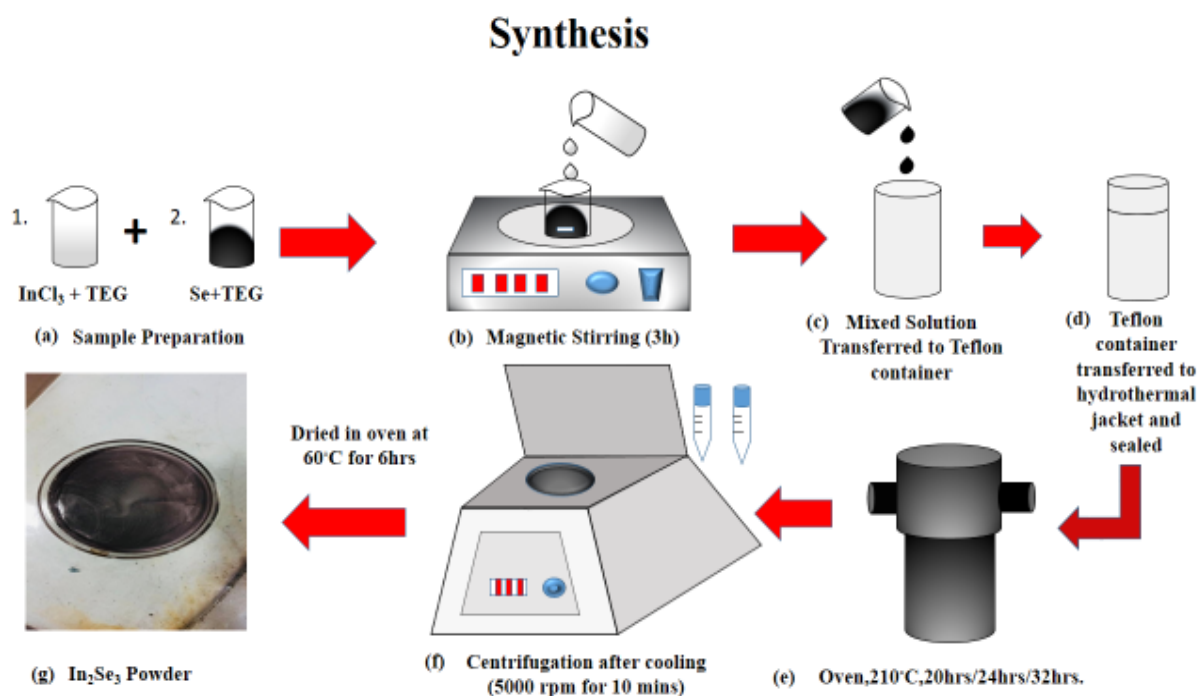 Synthesis
1.
2.
+
InCl₃ + TEG
Se+TEG
(a) Sample Preparation
(b) Magnetic Stirring (3h)
(c) Mixed Solution
Transferred to Teflon
container
(d) Teflon
container
transferred to
hydrothermal
jacket and
sealed
(e) Oven,210°C,20hrs/24hrs/32hrs.
(f) Centrifugation after cooling
(5000 rpm for 10 mins)
Dried in oven at
60°C for 6hrs
(g) In₂Se₃ Powder